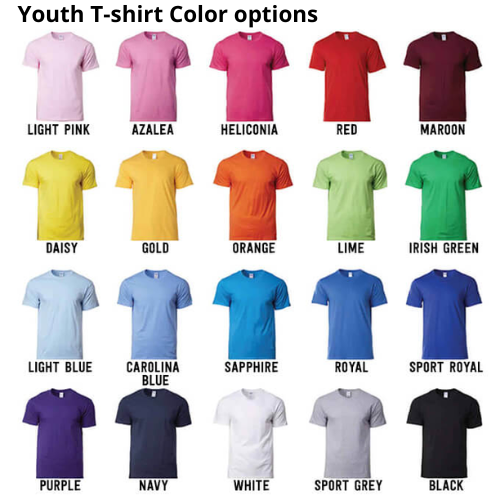 Youth T-shirt Color options
LIGHT PINK
AZALEA
HELICONIA
RED
MAROON
DAISY
GOLD
ORANGE
LIME
IRISH GREEN
LIGHT BLUE
CAROLINA
BLUE
SAPPHIRE
ROYAL
SPORT ROYAL
PURPLE
NAVY
WHITE
SPORT GREY
BLACK